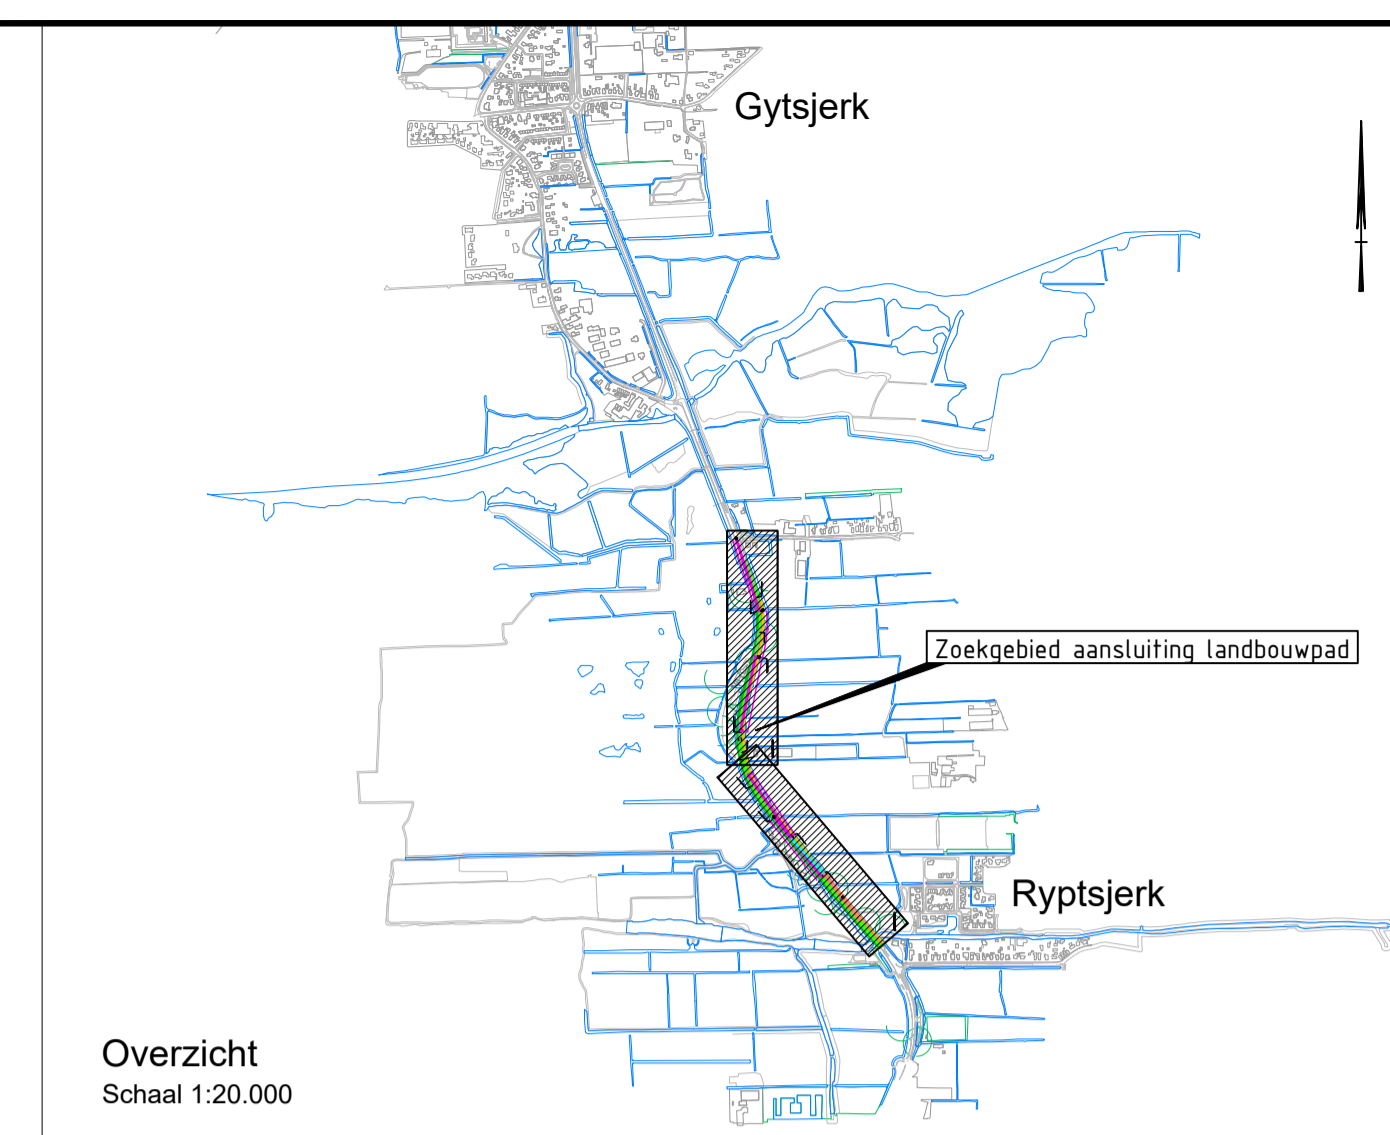 Gytsjerk
Zoekgebied aansluiting landbouwpad
Ryptsjerk
Overzicht
Schaal 1:20.000